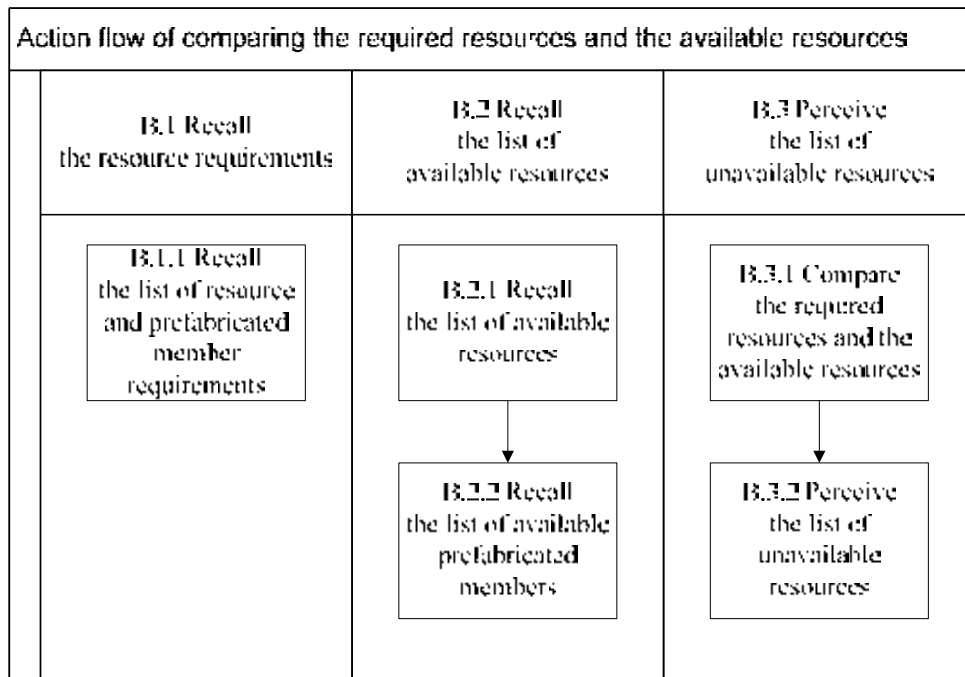 Action flow of comparing the required resources and the available resources
B.1 Recall
the resource requirements
B.2 Recall
the list of
available resources
B.3 Perceive
the list of
unavailable resources
B.1.1 Recall
the list of resource
and prefabricated
member
requirements
B.2.1 Recall
the list of available
resources
B.3.1 Compare
the required
resources and the
available resources
B.2.2 Recall
the list of available
prefabricated
members
B.3.2 Perceive
the list of
unavailable
resources